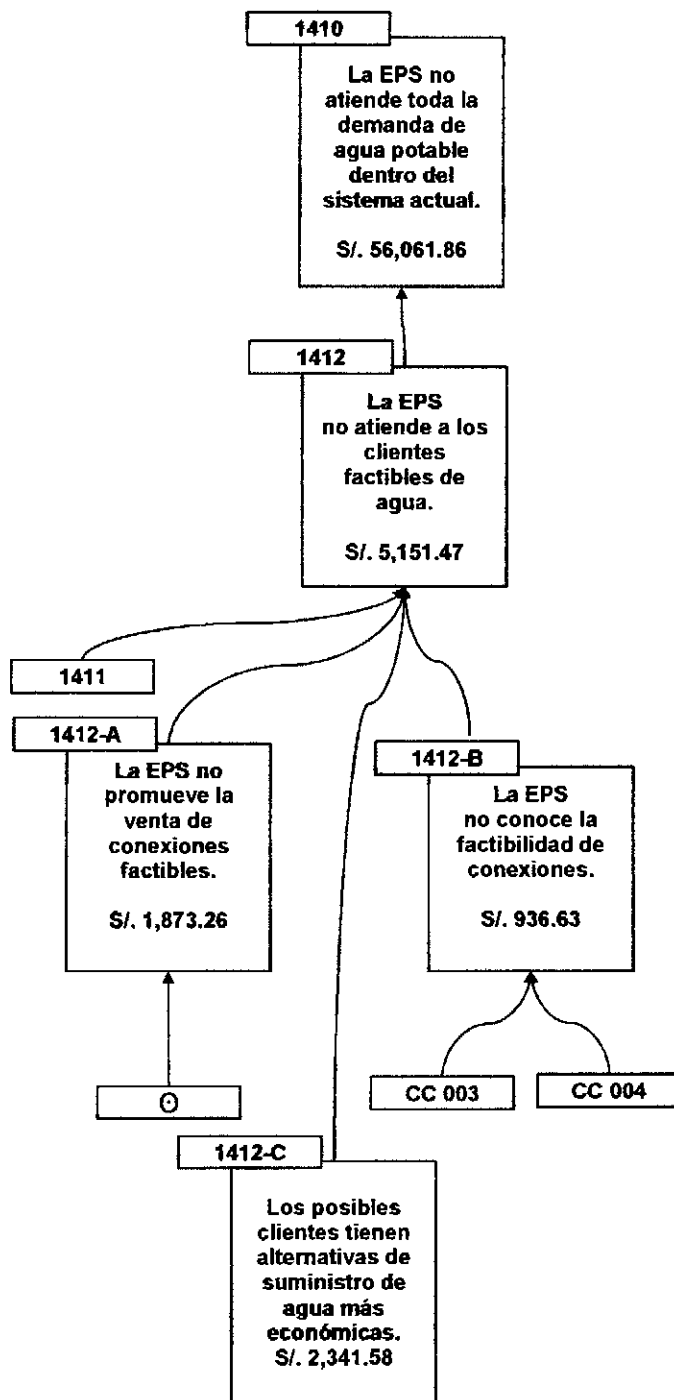 1410
La EPS no
atiende toda la
demanda de
agua potable
dentro del
sistema actual.
S/. 56,061.86
1412
La EPS
no atiende a los
clientes
factibles de
agua.
S/. 5,151.47
1411
1412-A
La EPS no
promueve la
venta de
conexiones
factibles.
S/. 1,873.26
1412-B
La EPS
no conoce la
factibilidad de
conexiones.
S/. 936.63
CC 003
CC 004
1412-C
Los posibles
clientes tienen
alternativas de
suministro de
agua más
económicas.
S/. 2,341.58